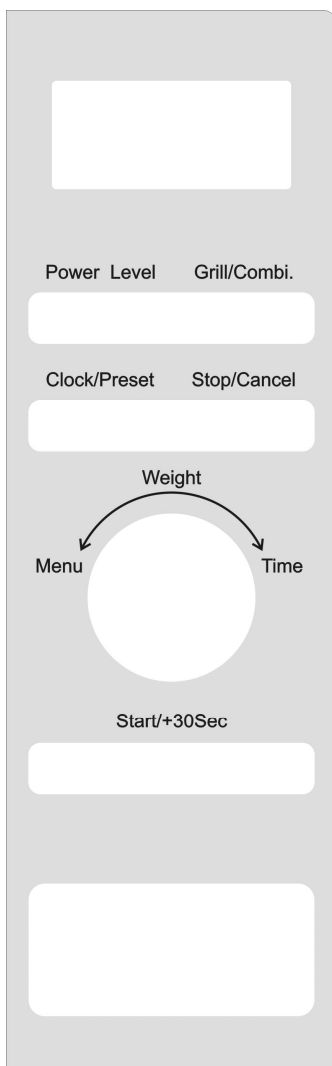 Power Level Grill/Combi.
Clock/Preset Stop/Cancel
Weight
Menu Time
Start/+30Sec